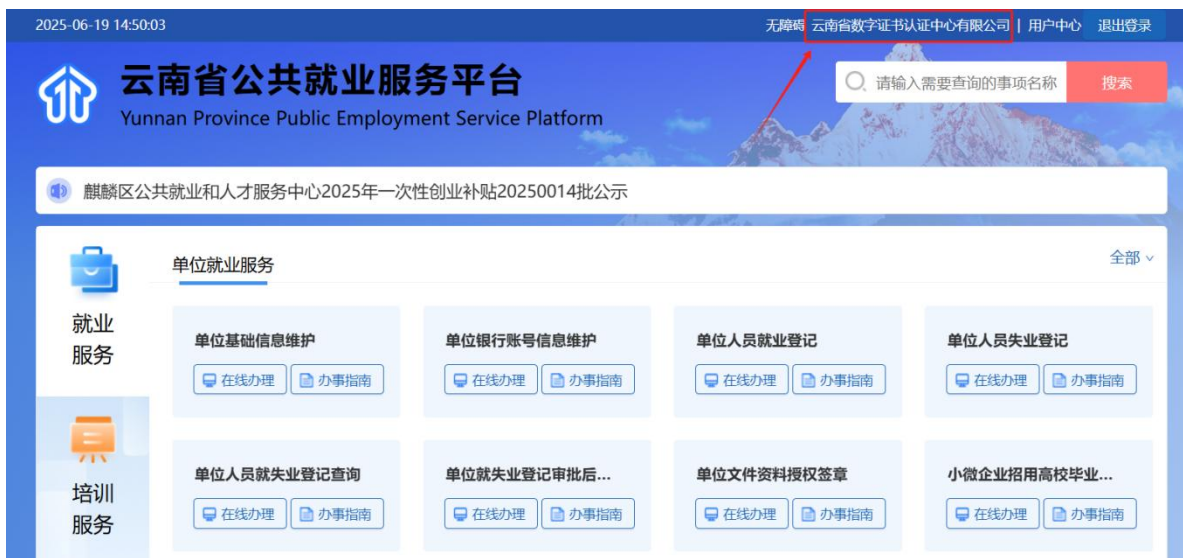 2025-06-19 14:50:03
无障碍 云南省数字证书认证中心有限公司 | 用户中心 退出登录
云南省公共就业服务平台
Yunnan Province Public Employment Service Platform
请输入需要查询的事项名称 搜索
麒麟区公共就业和人才服务中心2025年一次性创业补贴20250014批公示
就业
服务
培训
服务
单位就业服务 全部
单位基础信息维护 单位银行账号信息维护 单位人员就业登记 单位人员失业登记
在线办理 办事指南 在线办理 办事指南 在线办理 办事指南 在线办理 办事指南
单位人员就失业登记查询 单位就失业登记审批后... 单位文件资料授权签章 小微企业招用高校毕业...
在线办理 办事指南 在线办理 办事指南 在线办理 办事指南 在线办理 办事指南